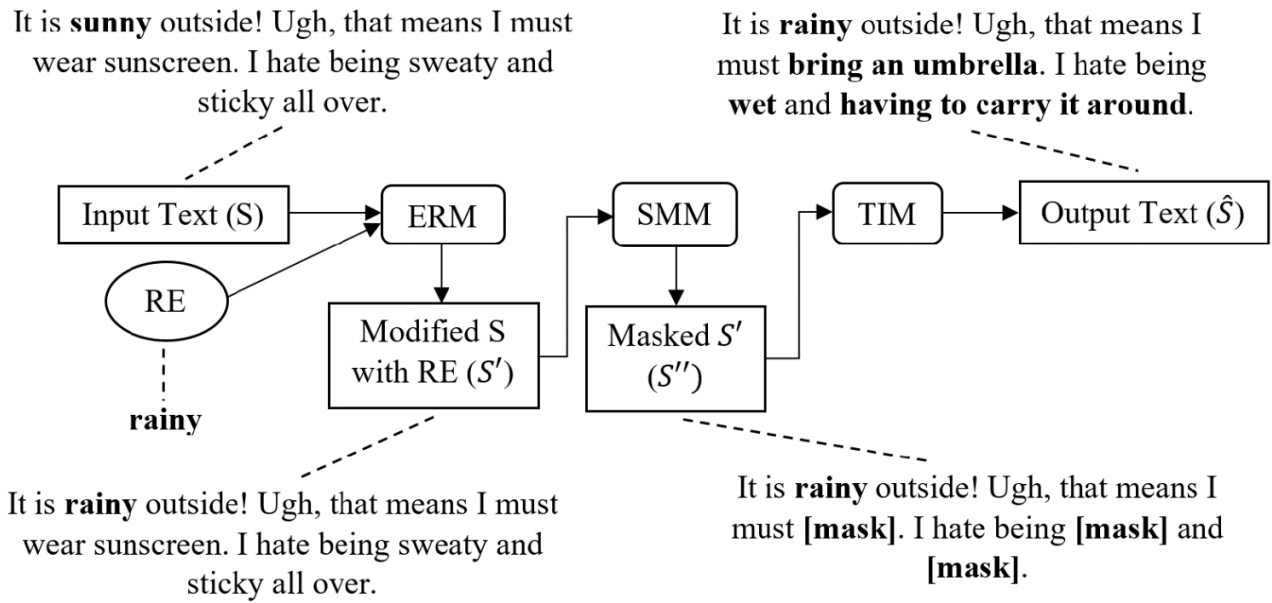 It is sunny outside! Ugh, that means I must
wear sunscreen. I hate being sweaty and
sticky all over.
It is rainy outside! Ugh, that means I
must bring an umbrella. I hate being
wet and having to carry it around.
Input Text (S)
ERM
SMM
TIM
Output Text (Ŝ)
RE
Modified S
with RE (S′)
Masked S′
(S′′)
rainy
It is rainy outside! Ugh, that means I must
wear sunscreen. I hate being sweaty and
sticky all over.
It is rainy outside! Ugh, that means I
must [mask]. I hate being [mask] and
[mask].